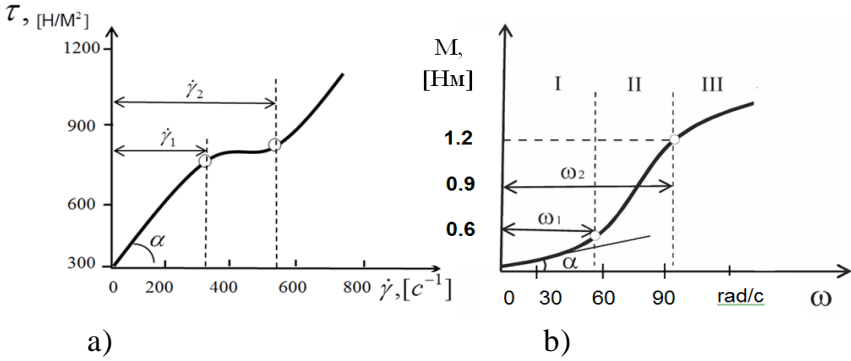 τ, [Н/М²]
1200
900
600
300
γ̇₂
γ̇₁
α
0 200 400 600 800 γ̇,[c⁻¹]
a)
М,
[Нм]
I II III
1.2
0.9
0.6
ω₂
ω₁
α
0 30 60 90 rad/c ω
b)